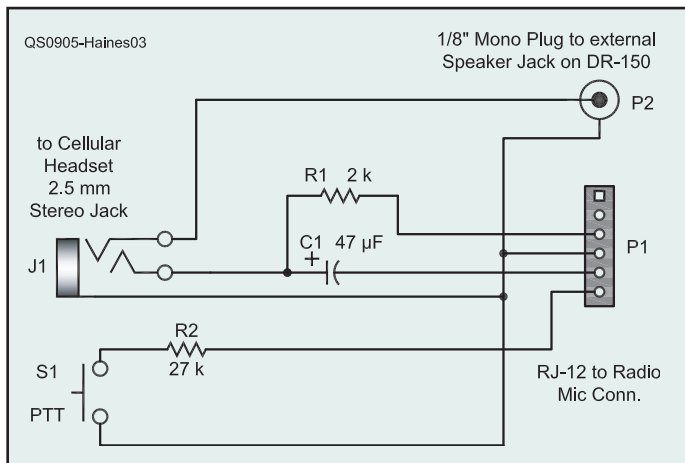 QS0905-Haines03
1/8" Mono Plug to external
Speaker Jack on DR-150
P2
to Cellular
Headset
2.5 mm
Stereo Jack
R1 2 k
C1 47 µF
+
P1
J1
R2
27 k
S1
PTT
RJ-12 to Radio
Mic Conn.